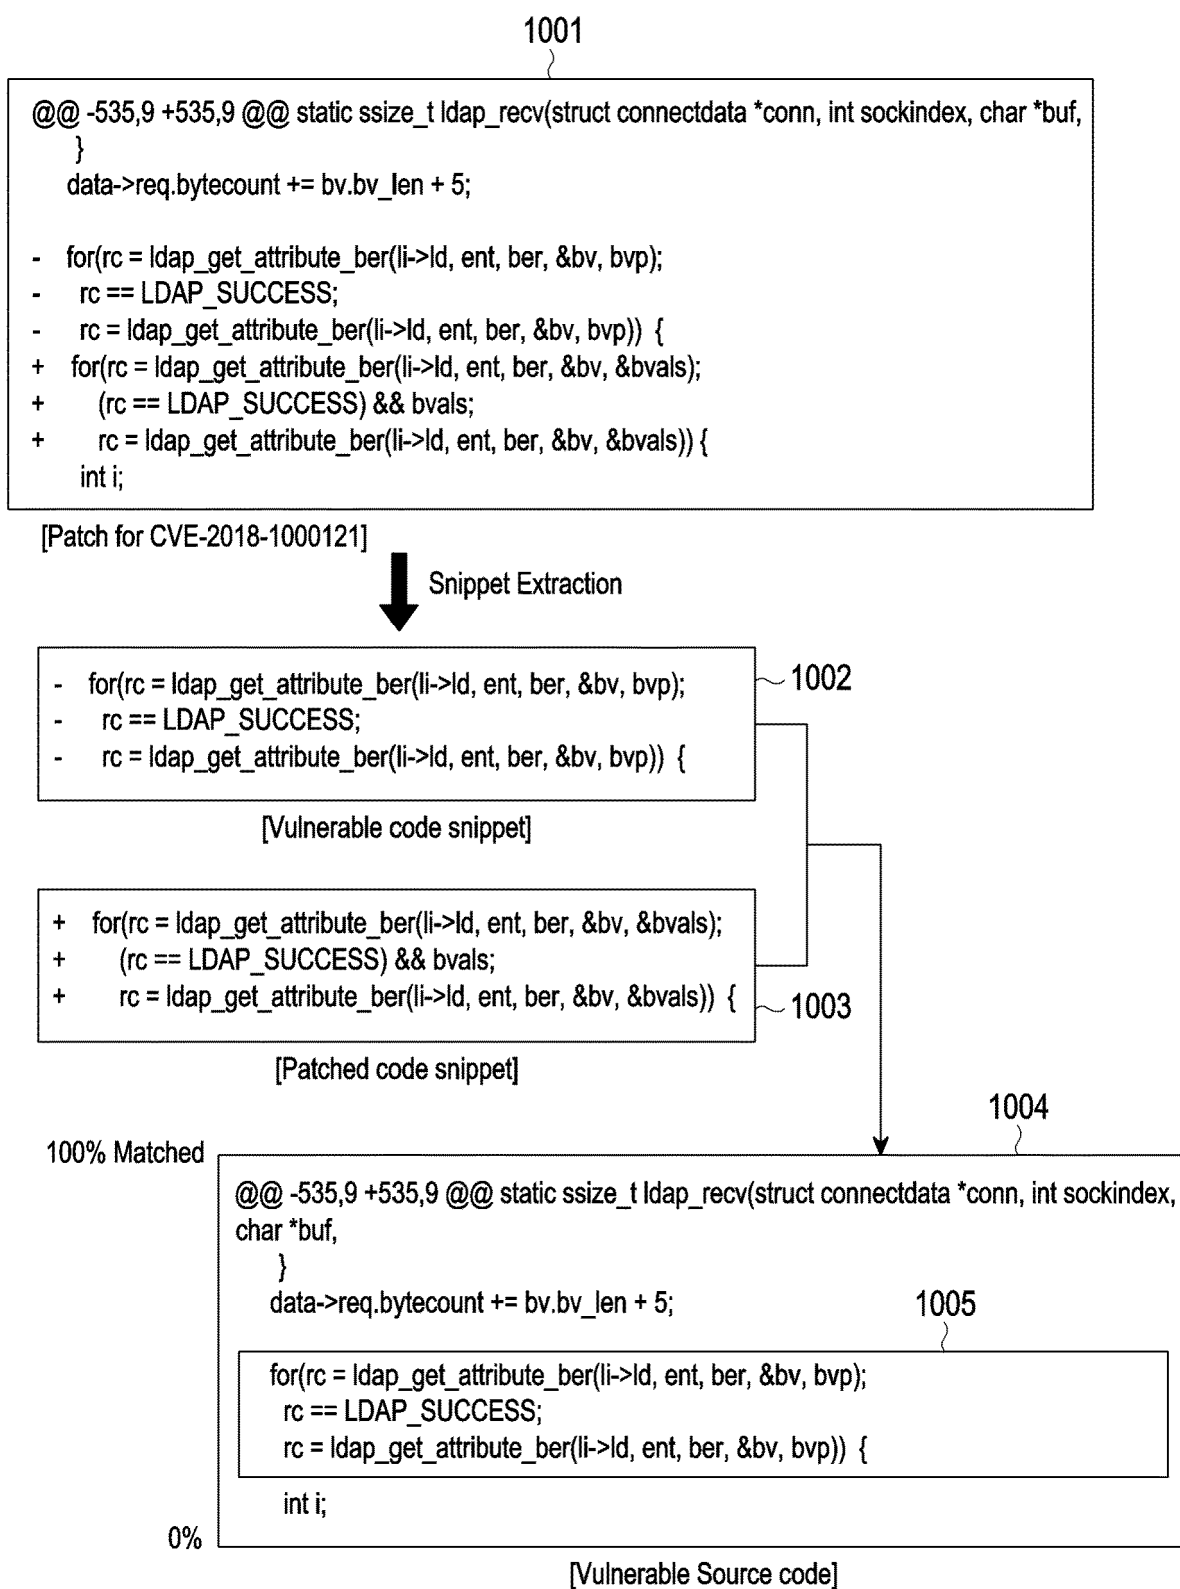 1001
@@ -535,9 +535,9 @@ static ssize_t ldap_recv(struct connectdata *conn, int sockindex, char *buf,
}
data->req.bytecount += bv.bv_len + 5;
- for(rc = ldap_get_attribute_ber(li->ld, ent, ber, &bv, bvp);
- rc == LDAP_SUCCESS;
- rc = ldap_get_attribute_ber(li->ld, ent, ber, &bv, bvp)) {
+ for(rc = ldap_get_attribute_ber(li->ld, ent, ber, &bv, &bvals);
+ (rc == LDAP_SUCCESS) && bvals;
+ rc = ldap_get_attribute_ber(li->ld, ent, ber, &bv, &bvals)) {
int i;
[Patch for CVE-2018-1000121]
Snippet Extraction
- for(rc = ldap_get_attribute_ber(li->ld, ent, ber, &bv, bvp);
- rc == LDAP_SUCCESS;
- rc = ldap_get_attribute_ber(li->ld, ent, ber, &bv, bvp)) {
1002
[Vulnerable code snippet]
+ for(rc = ldap_get_attribute_ber(li->ld, ent, ber, &bv, &bvals);
+ (rc == LDAP_SUCCESS) && bvals;
+ rc = ldap_get_attribute_ber(li->ld, ent, ber, &bv, &bvals)) {
1003
[Patched code snippet]
1004
100% Matched
@@ -535,9 +535,9 @@ static ssize_t ldap_recv(struct connectdata *conn, int sockindex,
char *buf,
}
data->req.bytecount += bv.bv_len + 5;
1005
for(rc = ldap_get_attribute_ber(li->ld, ent, ber, &bv, bvp);
rc == LDAP_SUCCESS;
rc = ldap_get_attribute_ber(li->ld, ent, ber, &bv, bvp)) {
int i;
0%
[Vulnerable Source code]